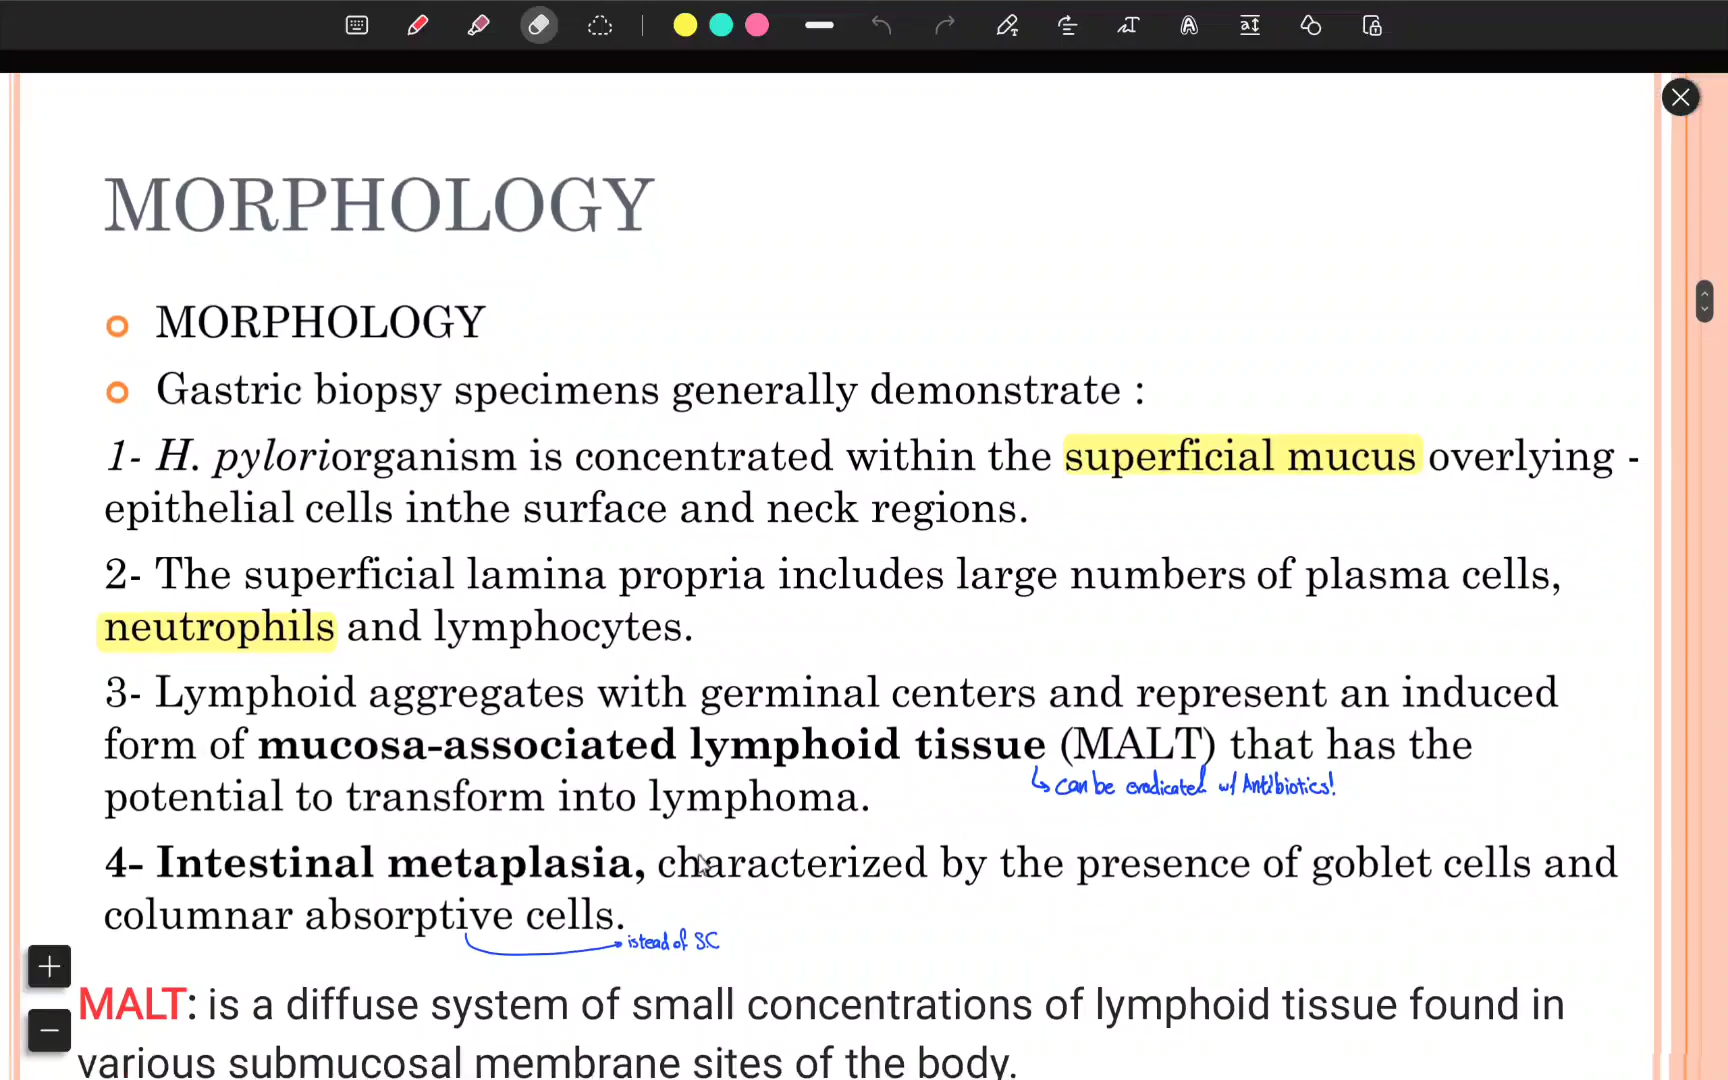 MORPHOLOGY
MORPHOLOGY
Gastric biopsy specimens generally demonstrate :
1- H. pyloriorganism is concentrated within the superficial mucus overlying -
epithelial cells inthe surface and neck regions.
2- The superficial lamina propria includes large numbers of plasma cells,
neutrophils and lymphocytes.
3- Lymphoid aggregates with germinal centers and represent an induced
form of mucosa-associated lymphoid tissue (MALT) that has the
can be eradicated w/ Antibiotics!
potential to transform into lymphoma.
4- Intestinal metaplasia, characterized by the presence of goblet cells and
columnar absorptive cells.
istead of S.C
MALT: is a diffuse system of small concentrations of lymphoid tissue found in
various submucosal membrane sites of the body.